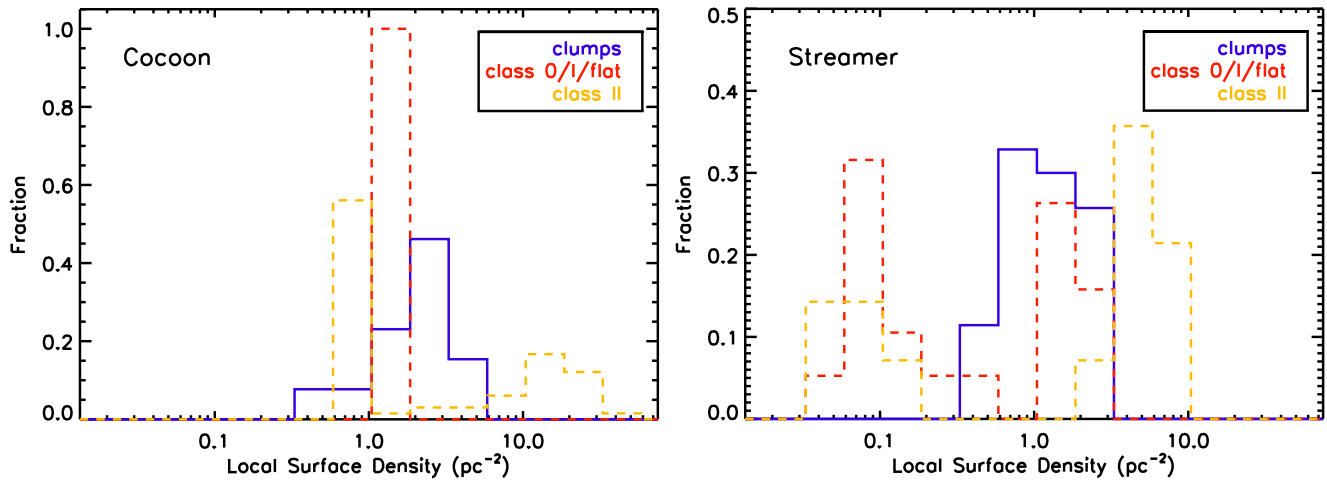 Cocoon
clumps
class 0/I/flat
class II
Fraction
1.0
0.8
0.6
0.4
0.2
0.0
0.1
1.0
10.0
Local Surface Density (pc⁻²)
Streamer
clumps
class 0/I/flat
class II
Fraction
0.5
0.4
0.3
0.2
0.1
0.0
0.1
1.0
10.0
Local Surface Density (pc⁻²)